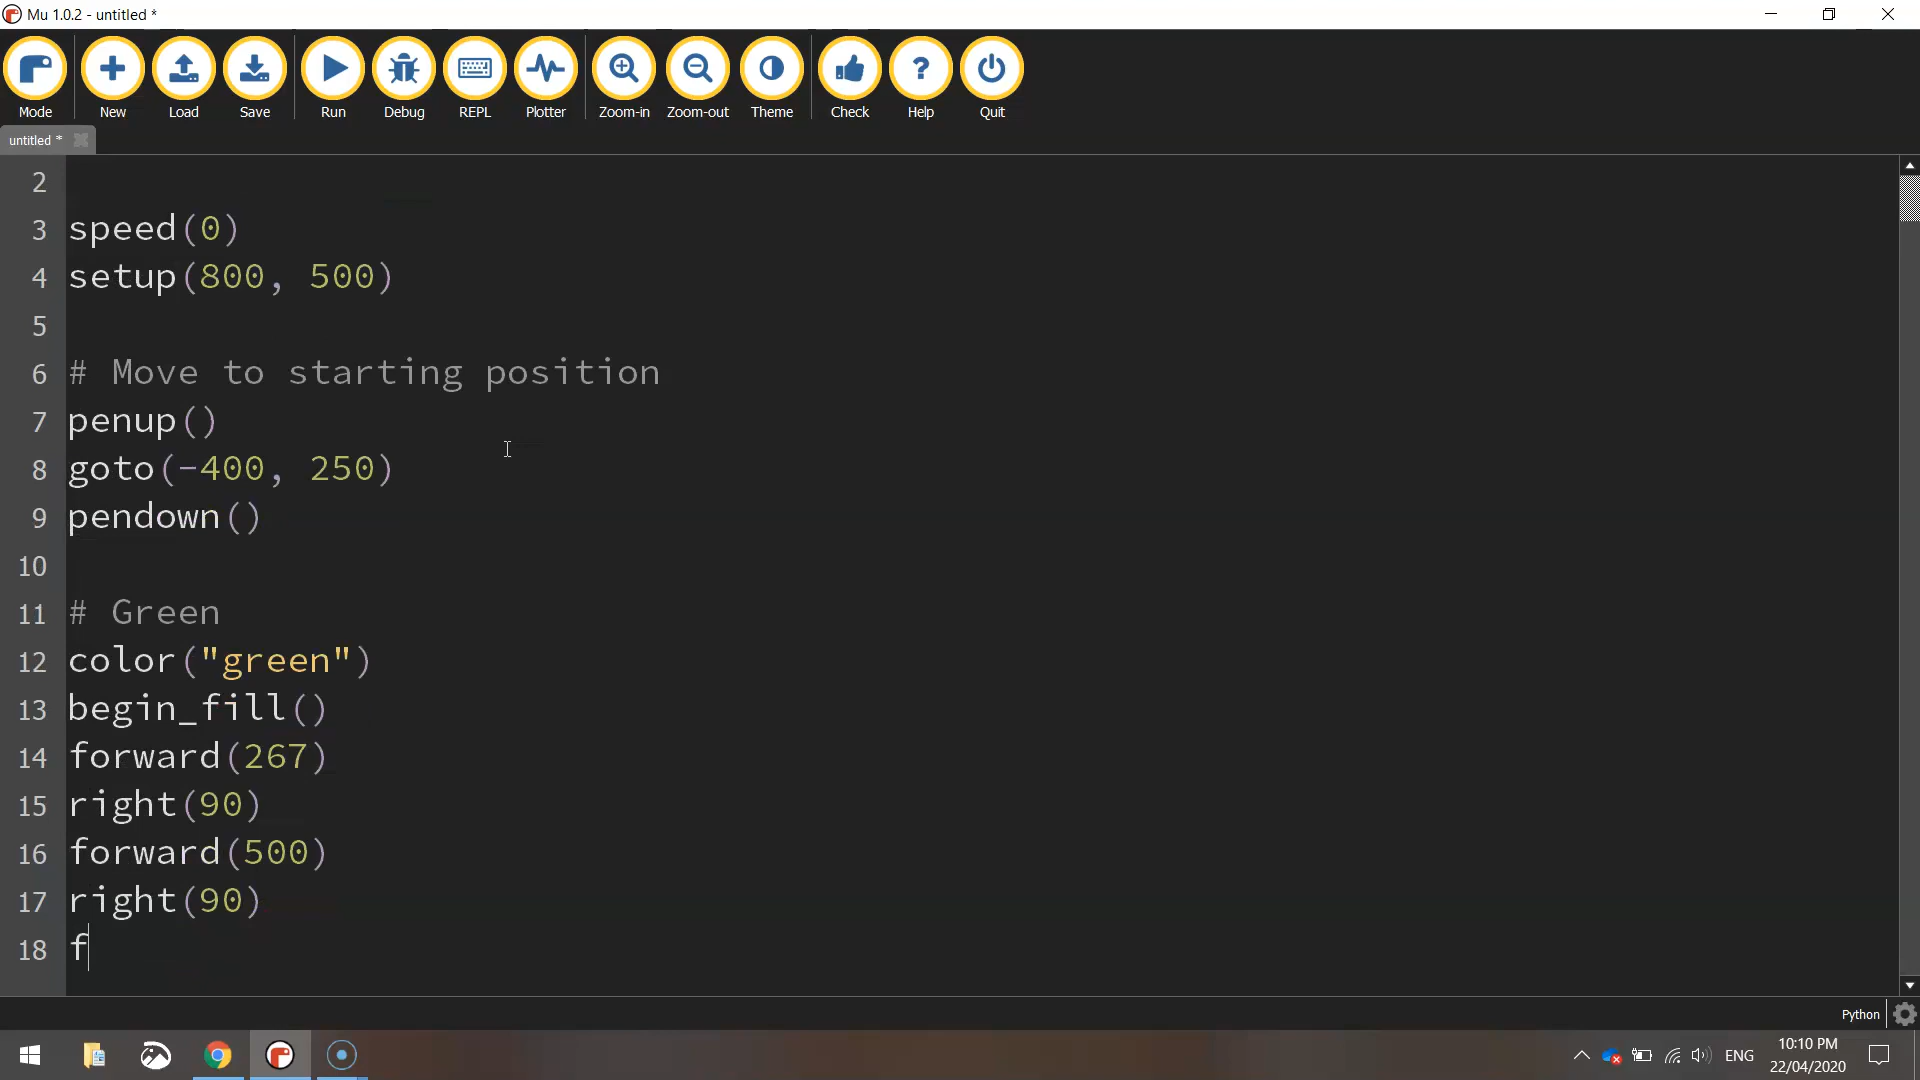 Mu 1.0.2 - untitled *
Mode New Load Save Run Debug REPL Plotter Zoom-in Zoom-out Theme Check Help Quit
untitled *
2
3 speed(0)
4 setup(800, 500)
5
6 # Move to starting position
7 penup()
8 goto(-400, 250)
9 pendown()
10
11 # Green
12 color("green")
13 begin_fill()
14 forward(267)
15 right(90)
16 forward(500)
17 right(90)
18 f
Python
ENG
10:10 PM
22/04/2020